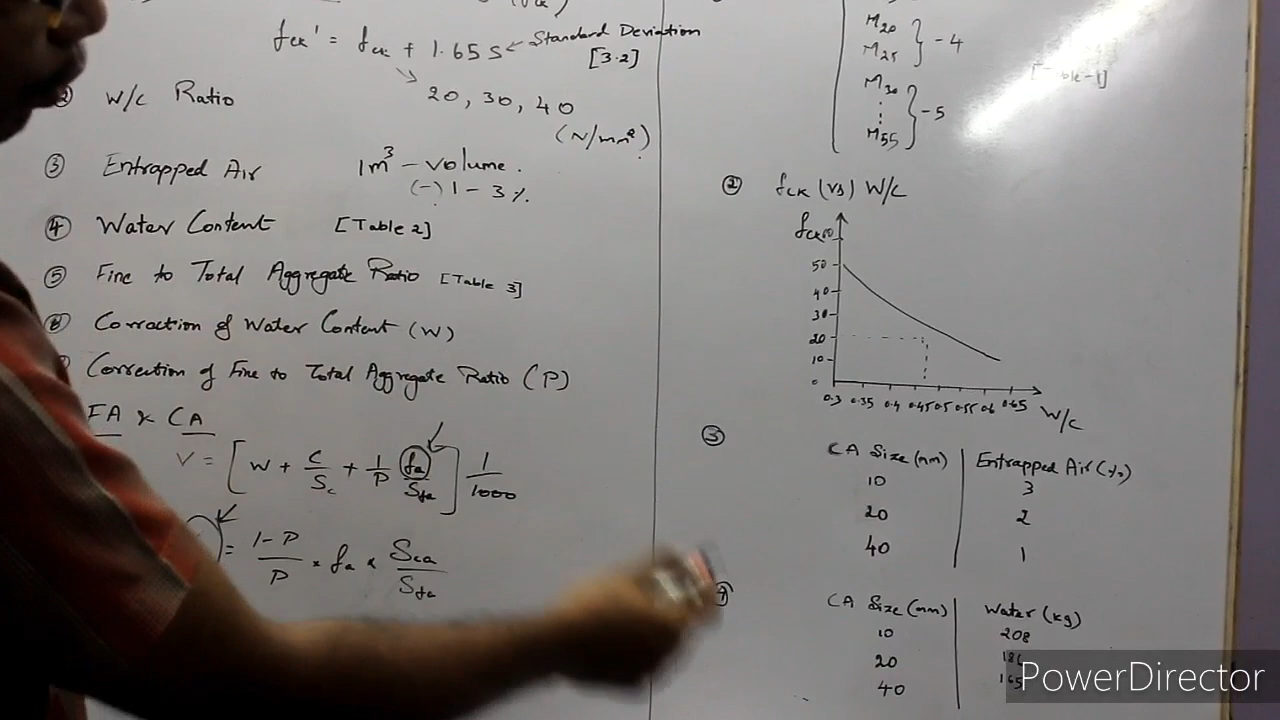 fck' = fck + 1.65 S ← Standard Deviation
[3.2]
20, 30, 40
(N/mm²)
W/C Ratio
③ Entrapped Air 1m³ - volume.
(-) 1 - 3 %.
④ Water Content [Table 2]
⑤ Fine to Total Aggregate Ratio [Table 3]
⑥ Correction of Water Content (W)
Correction of Fine to Total Aggregate Ratio (P)
FA x CA
V = [ W + C/Sc + 1/P fa/Sfa ] 1/1000
= 1-P/P x fa x Sca/Sfa
M20
M25 } - 4
M30
⋮
M55 } - 5
② fck (vs) W/C
fck
50
40
30
20
10
0
0.3 0.35 0.4 0.45 0.5 0.55 0.6 0.65 W/C
③ CA Size (mm) | Entrapped Air (%)
10 3
20 2
40 1
CA Size (mm) | Water (kg)
10 208
20
40
PowerDirector